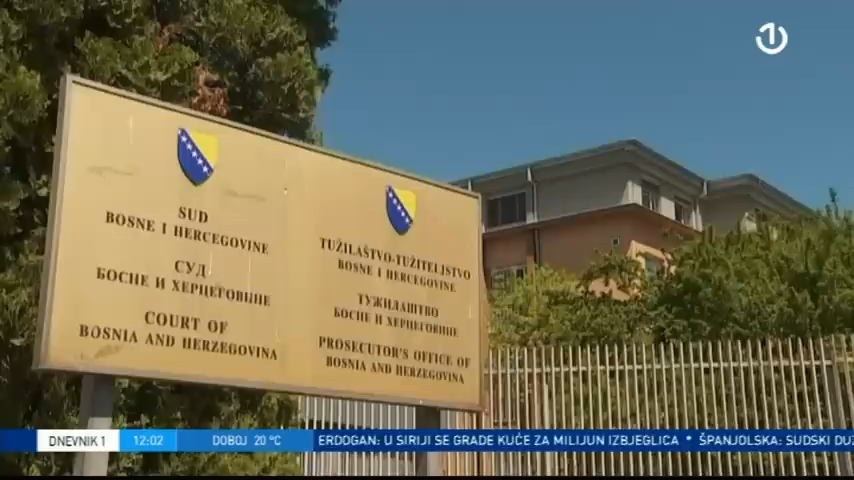 SUD
BOSNE I HERCEGOVINE
СУД
БОСНЕ И ХЕРЦЕГОВИНЕ
COURT OF
BOSNIA AND HERZEGOVINA
TUŽILAŠTVO-TUŽITELJSTVO
BOSNE I HERCEGOVINE
ТУЖИЛАШТВО
БОСНЕ И ХЕРЦЕГОВИНЕ
PROSECUTOR'S OFFICE OF
BOSNIA AND HERZEGOVINA
DNEVNIK 1 12:02 DOBOJ 20 °C ERDOGAN: U SIRIJI SE GRADE KUĆE ZA MILIJUN IZBJEGLICA * ŠPANJOLSKA: SUDSKI